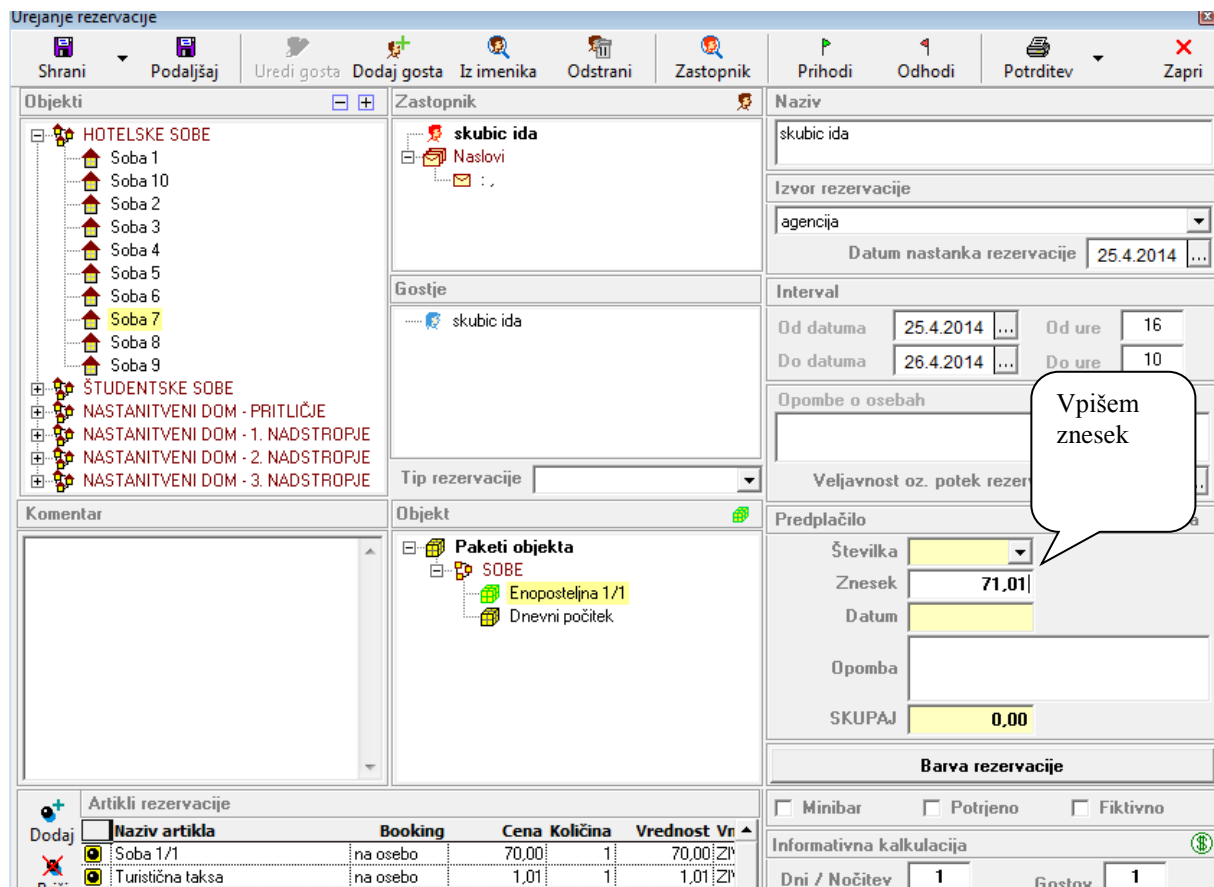 Urejanje rezervacije
Shrani Podaljšaj Uredi gosta Dodaj gosta Iz imenika Odstrani Zastopnik Prihodi Odhodi Potrditev Zapri
Objekti
HOTELSKE SOBE
Soba 1
Soba 10
Soba 2
Soba 3
Soba 4
Soba 5
Soba 6
Soba 7
Soba 8
Soba 9
ŠTUDENTSKE SOBE
NASTANITVENI DOM - PRITLIČJE
NASTANITVENI DOM - 1. NADSTROPJE
NASTANITVENI DOM - 2. NADSTROPJE
NASTANITVENI DOM - 3. NADSTROPJE
Zastopnik
skubic ida
Naslovi
: ,
Gostje
skubic ida
Tip rezervacije
Naziv
skubic ida
Izvor rezervacije
agencija
Datum nastanka rezervacije 25.4.2014 ...
Interval
Od datuma 25.4.2014 ... Od ure 16
Do datuma 26.4.2014 ... Do ure 10
Opombe o osebah
Vpišem
znesek
Veljavnost oz. potek
Komentar
Objekt
Paketi objekta
SOBE
Enoposteljna 1/1
Dnevni počitek
Predplačilo
Številka
Znesek 71,01
Datum
Opomba
SKUPAJ 0,00
Barva rezervacije
Minibar Potrjeno Fiktivno
Informativna kalkulacija
Dni / Nočitev 1 Gostov 1
Dodaj
Artikli rezervacije
Naziv artikla Booking Cena Količina Vrednost
Soba 1/1 na osebo 70,00 1 70,00
Turistična taksa na osebo 1,01 1 1,01